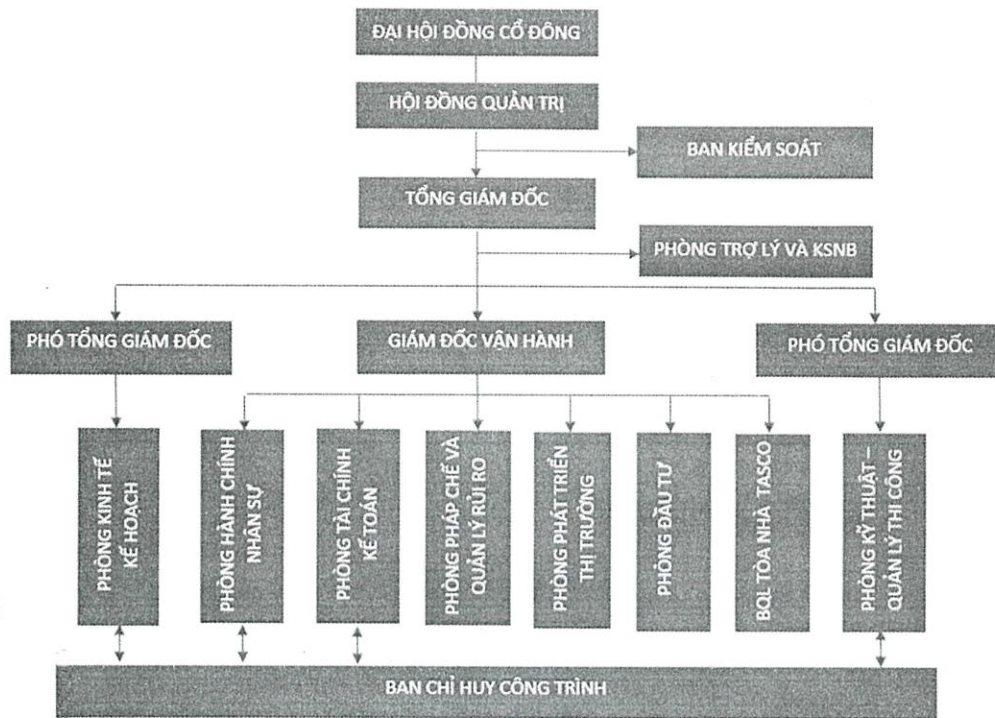 ĐẠI HỘI ĐỒNG CỔ ĐÔNG
HỘI ĐỒNG QUẢN TRỊ
BAN KIỂM SOÁT
TỔNG GIÁM ĐỐC
PHÒNG TRỢ LÝ VÀ KSNB
PHÓ TỔNG GIÁM ĐỐC
GIÁM ĐỐC VẬN HÀNH
PHÓ TỔNG GIÁM ĐỐC
PHÒNG KINH TẾ
KẾ HOẠCH
PHÒNG HÀNH CHÍNH
NHÂN SỰ
PHÒNG TÀI CHÍNH
KẾ TOÁN
PHÒNG PHÁP CHẾ VÀ
QUẢN LÝ RỦI RO
PHÒNG PHÁT TRIỂN
THỊ TRƯỜNG
PHÒNG ĐẦU TƯ
BQL TÒA NHÀ TASCO
PHÒNG KỸ THUẬT –
QUẢN LÝ THI CÔNG
BAN CHỈ HUY CÔNG TRÌNH